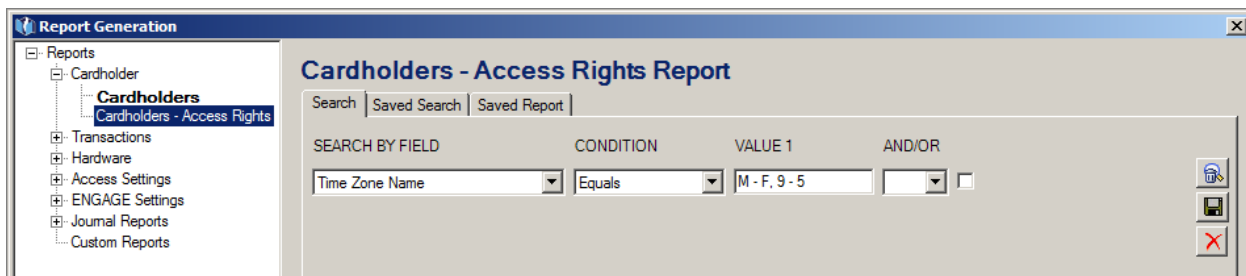 Report Generation
Reports
Cardholder
Cardholders
Cardholders - Access Rights
Transactions
Hardware
Access Settings
ENGAGE Settings
Journal Reports
Custom Reports
Cardholders - Access Rights Report
Search Saved Search Saved Report
SEARCH BY FIELD CONDITION VALUE 1 AND/OR
Time Zone Name Equals M - F, 9 - 5